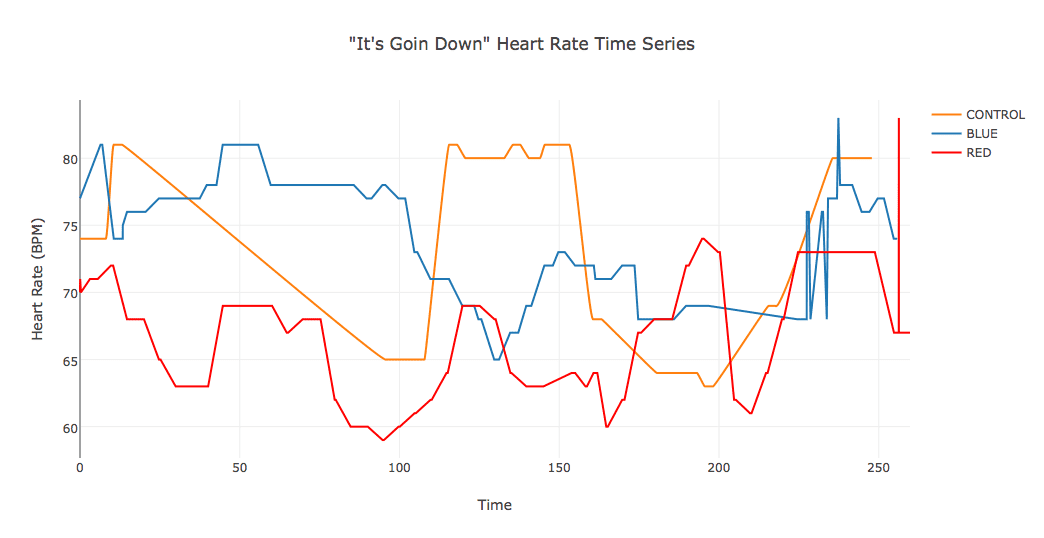 "It's Goin Down" Heart Rate Time Series
CONTROL
BLUE
RED
80
75
70
65
60
Heart Rate (BPM)
0 50 100 150 200 250
Time